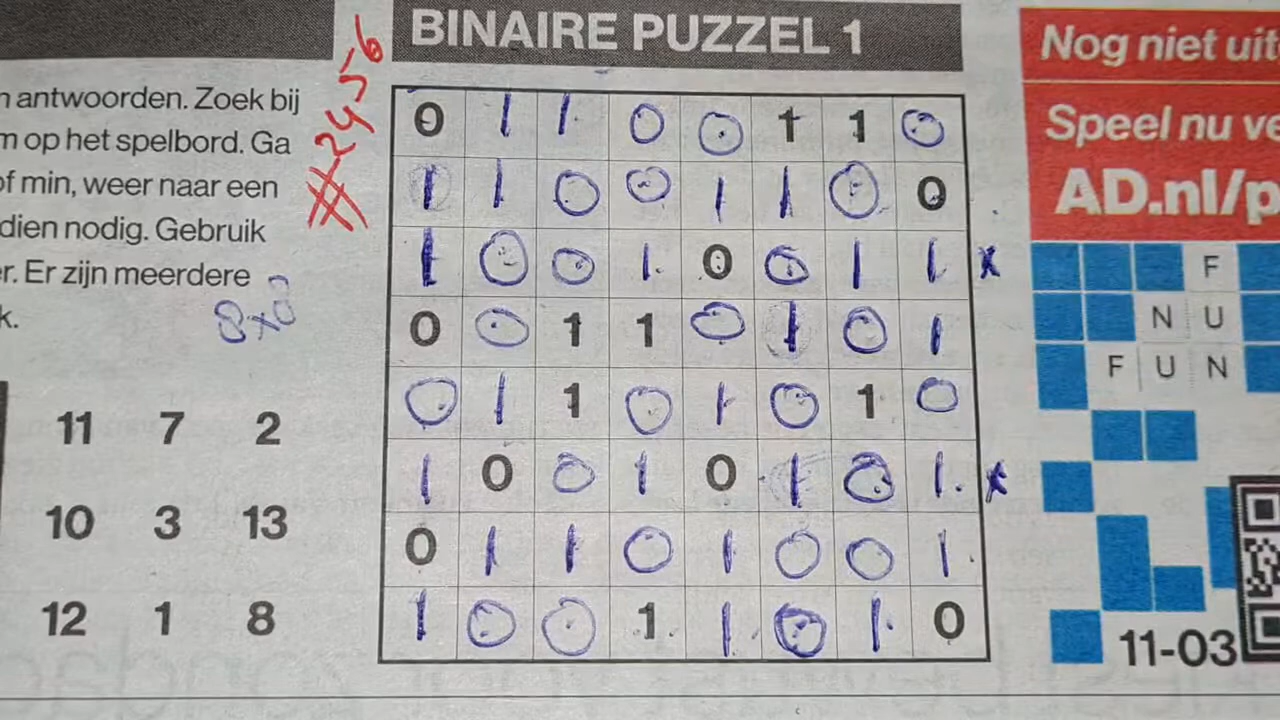 BINAIRE PUZZEL 1
#2456
n antwoorden. Zoek bij
m op het spelbord. Ga
of min, weer naar een
dien nodig. Gebruik
er. Er zijn meerdere
k.
8x8
11 7 2
10 3 13
12 1 8
0 1 1 0 0 1 1 0
1 1 0 0 1 1 0 0
1 0 0 1 0 0 1 1 x
0 0 1 1 0 1 0 1
0 1 1 0 1 0 1 0
1 0 0 1 0 1 0 1. x
0 1 1 0 1 0 0 1
1 0 0 1 1 0 1 0
Nog niet uit
Speel nu ve
AD.nl/p
F
N U
F U N
11-03